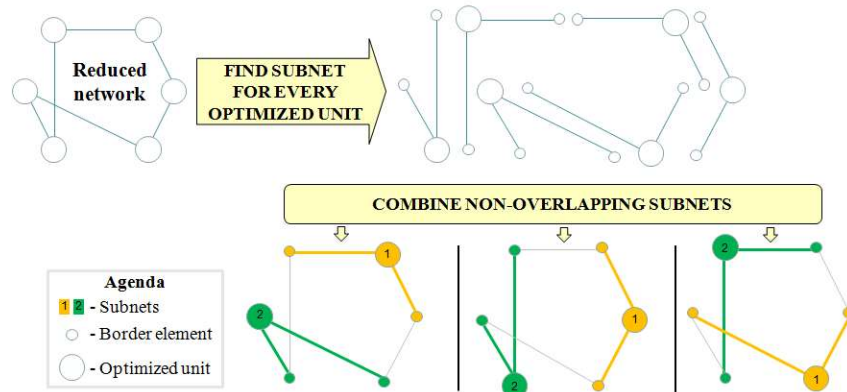 Reduced
network
FIND SUBNET
FOR EVERY
OPTIMIZED UNIT
COMBINE NON-OVERLAPPING SUBNETS
Agenda
1 2 - Subnets
- Border element
- Optimized unit
1
2
1
2
2
1